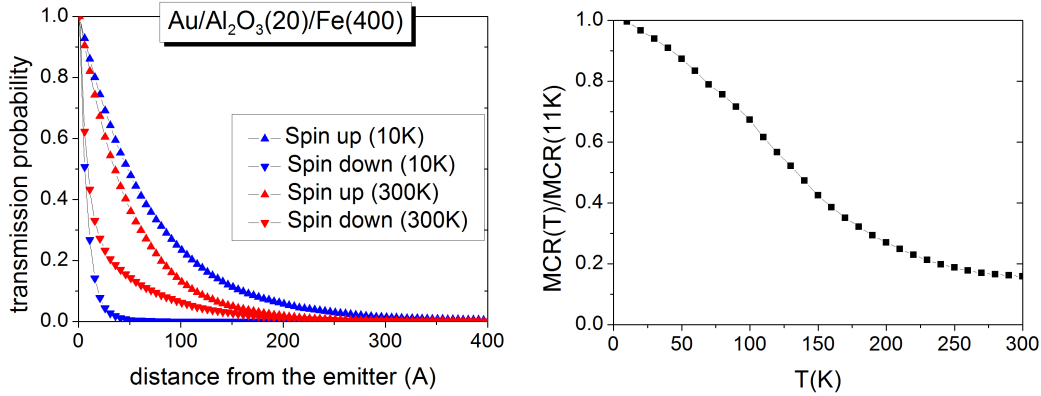 Au/Al₂O₃(20)/Fe(400)
1.0
0.8
0.6
0.4
0.2
0.0
transmission probability
Spin up (10K)
Spin down (10K)
Spin up (300K)
Spin down (300K)
0 100 200 300 400
distance from the emitter (A)
1.0
0.8
0.6
0.4
0.2
0.0
MCR(T)/MCR(11K)
0 50 100 150 200 250 300
T(K)